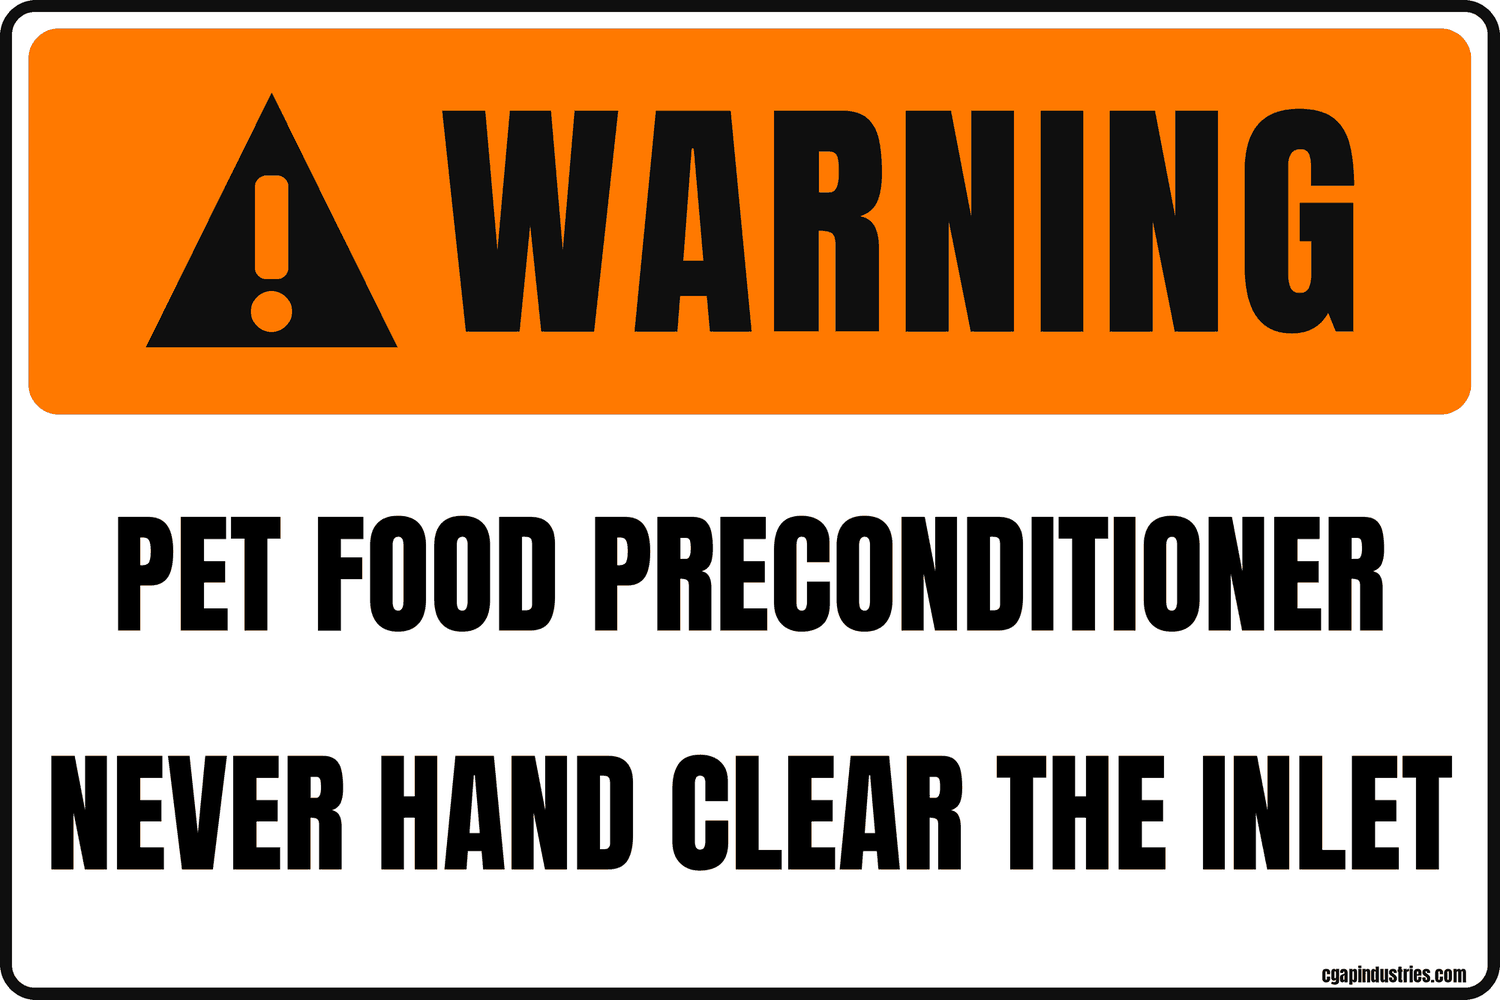 WARNING
PET FOOD PRECONDITIONER
NEVER HAND CLEAR THE INLET
cgapindustries.com